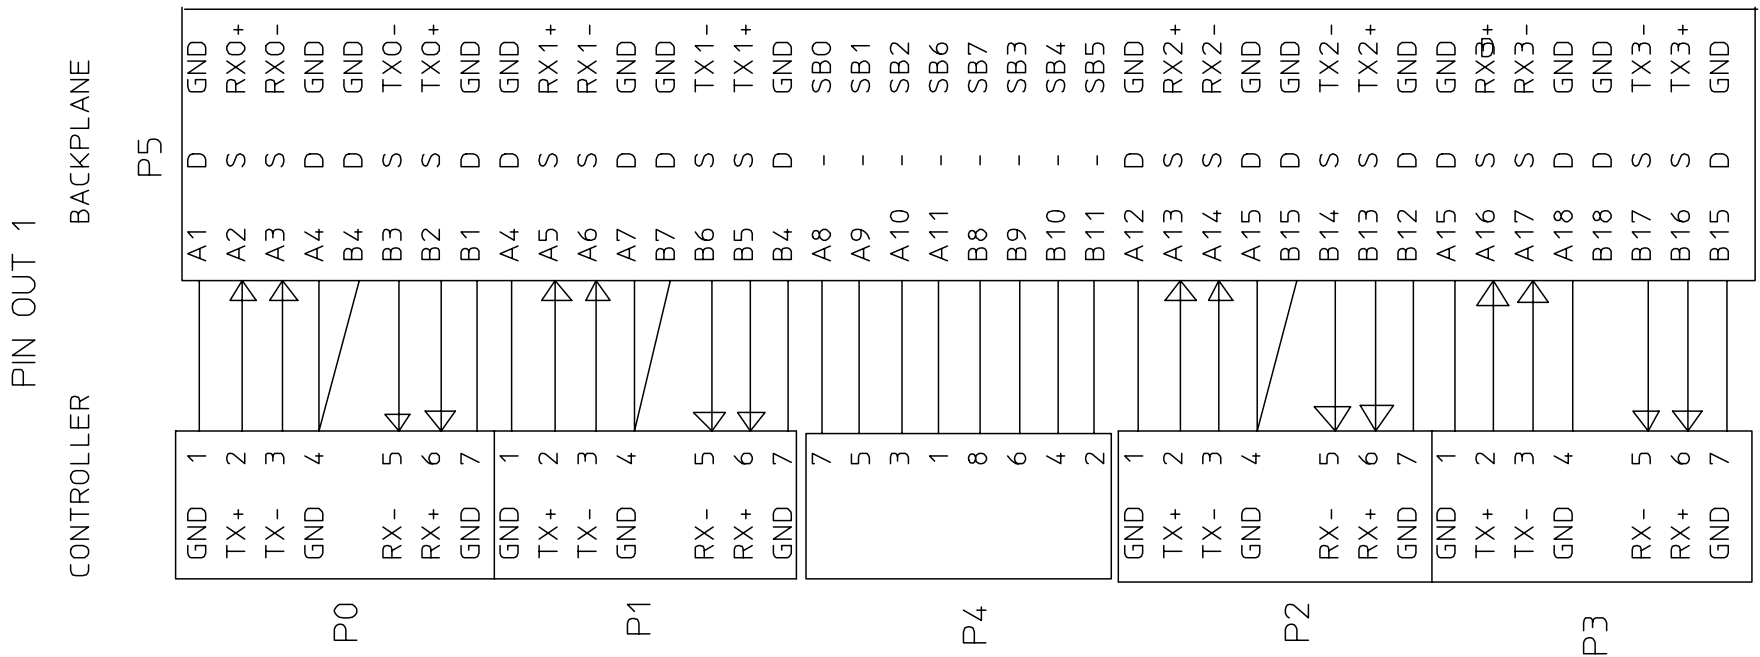 PIN OUT 1
CONTROLLER BACKPLANE
P5
P0
GND 1 A1 D GND
TX+ 2 A2 S RX0+
TX- 3 A3 S RX0-
GND 4 A4 D GND
B4 D GND
RX- 5 B3 S TX0-
RX+ 6 B2 S TX0+
GND 7 B1 D GND
P1
GND 1 A4 D GND
TX+ 2 A5 S RX1+
TX- 3 A6 S RX1-
GND 4 A7 D GND
B7 D GND
RX- 5 B6 S TX1-
RX+ 6 B5 S TX1+
GND 7 B4 D GND
P4
7 A8 - SB0
5 A9 - SB1
3 A10 - SB2
1 A11 - SB6
8 B8 - SB7
6 B9 - SB3
4 B10 - SB4
2 B11 - SB5
P2
GND 1 A12 D GND
TX+ 2 A13 S RX2+
TX- 3 A14 S RX2-
GND 4 A15 D GND
B15 D GND
RX- 5 B14 S TX2-
RX+ 6 B13 S TX2+
GND 7 B12 D GND
P3
GND 1 A15 D GND
TX+ 2 A16 S RX3+
TX- 3 A17 S RX3-
GND 4 A18 D GND
B18 D GND
RX- 5 B17 S TX3-
RX+ 6 B16 S TX3+
GND 7 B15 D GND